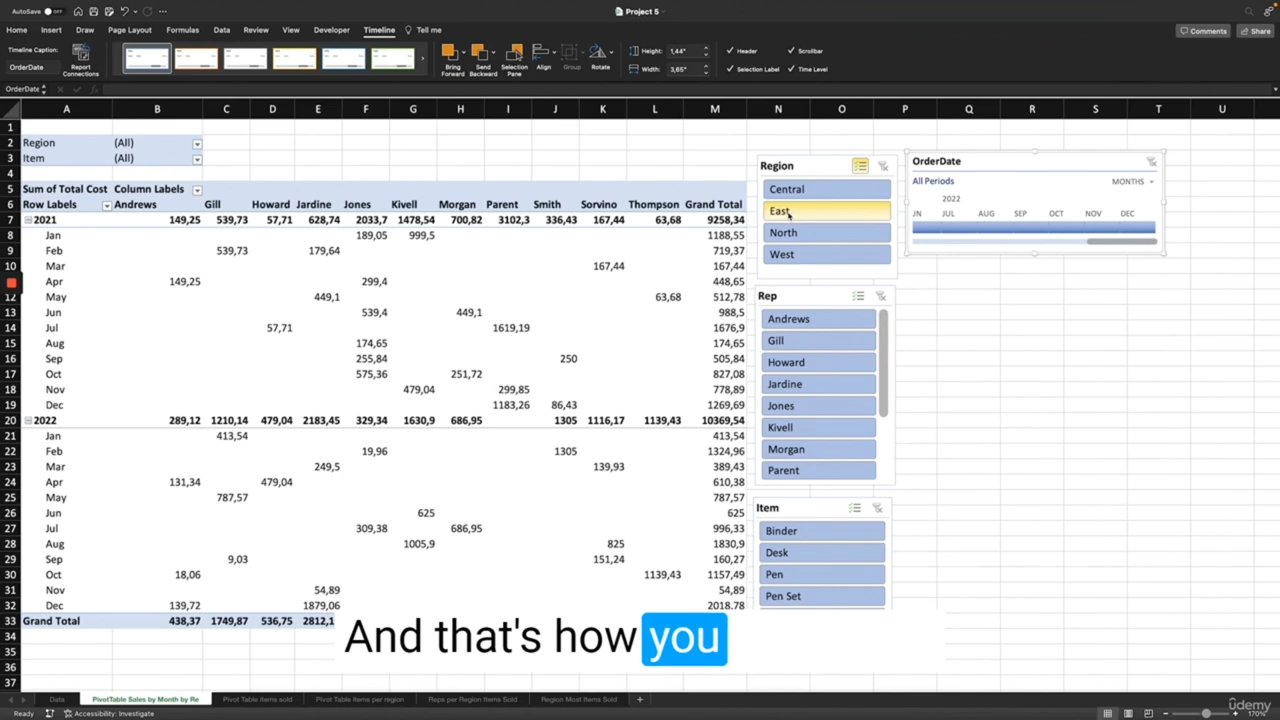 AutoSave OFF
Project 5
Home Insert Draw Page Layout Formulas Data Review View Developer Timeline Tell me
Comments Share
Timeline Caption:
OrderDate
Report Connections
Bring Forward Send Backward Selection Pane Align Group Rotate
Height: 1,44"
Width: 3,65"
Header Scrollbar
Selection Label Time Level
OrderDate fx
A B C D E F G H I J K L M N O P Q R S T U
1
2 Region (All)
3 Item (All)
4
5 Sum of Total Cost Column Labels
6 Row Labels Andrews Gill Howard Jardine Jones Kivell Morgan Parent Smith Sorvino Thompson Grand Total
7 2021 149,25 539,73 57,71 628,74 2033,7 1478,54 700,82 3102,3 336,43 167,44 63,68 9258,34
8 Jan 189,05 999,5 1188,55
9 Feb 539,73 179,64 719,37
10 Mar 167,44 167,44
Apr 149,25 299,4 448,65
12 May 449,1 63,68 512,78
13 Jun 539,4 449,1 988,5
14 Jul 57,71 1619,19 1676,9
15 Aug 174,65 174,65
16 Sep 255,84 250 505,84
17 Oct 575,36 251,72 827,08
18 Nov 479,04 299,85 778,89
19 Dec 1183,26 86,43 1269,69
20 2022 289,12 1210,14 479,04 2183,45 329,34 1630,9 686,95 1305 1116,17 1139,43 10369,54
21 Jan 413,54 413,54
22 Feb 19,96 1305 1324,96
23 Mar 249,5 139,93 389,43
24 Apr 131,34 479,04 610,38
25 May 787,57 787,57
26 Jun 625 625
27 Jul 309,38 686,95 996,33
28 Aug 1005,9 825 1830,9
29 Sep 9,03 151,24 160,27
30 Oct 18,06 1139,43 1157,49
31 Nov 54,89 54,89
32 Dec 139,72 1879,06 2018,78
33 Grand Total 438,37 1749,87 536,75 2812,1
34
35
36
37
Region
Central
East
North
West
Rep
Andrews
Gill
Howard
Jardine
Jones
Kivell
Morgan
Parent
Item
Binder
Desk
Pen
Pen Set
OrderDate
All Periods MONTHS
2022
JN JUL AUG SEP OCT NOV DEC
And that's how you
Data PivotTable Sales by Month by Re Pivot Table items sold Pivot Table Items per region Reps per Region Items Sold Region Most Items Sold +
Ready Accessibility: Investigate
170%
udemy